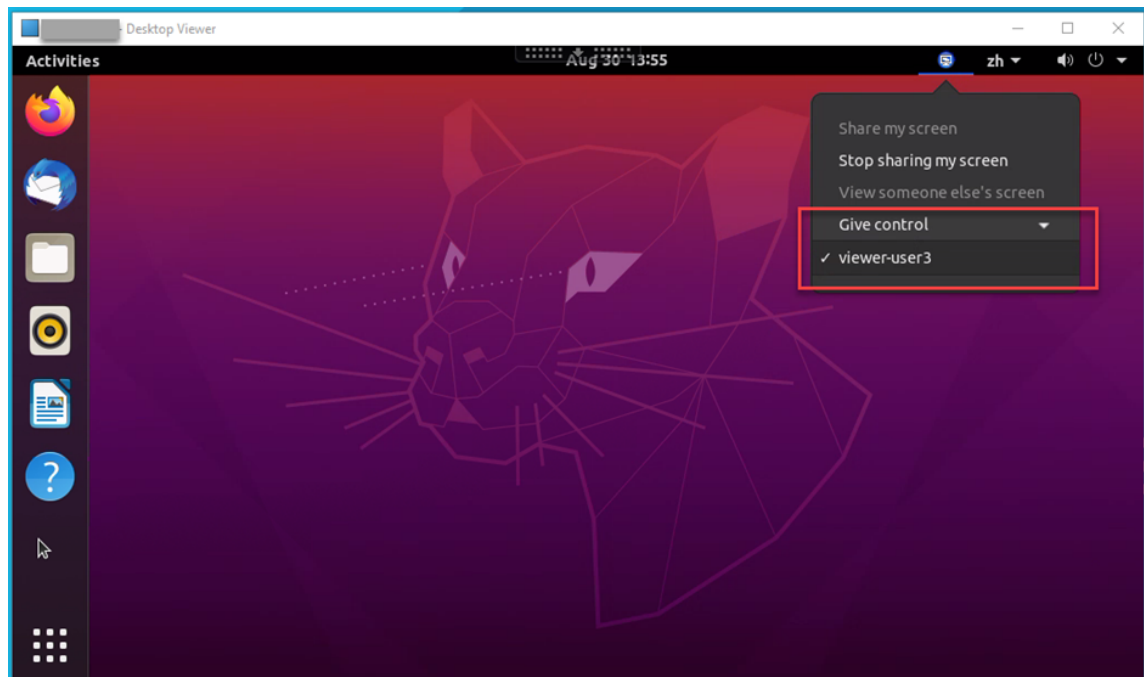 - Desktop Viewer
Activities
Aug 30 13:55
zh
Share my screen
Stop sharing my screen
View someone else's screen
Give control
✓ viewer-user3
?